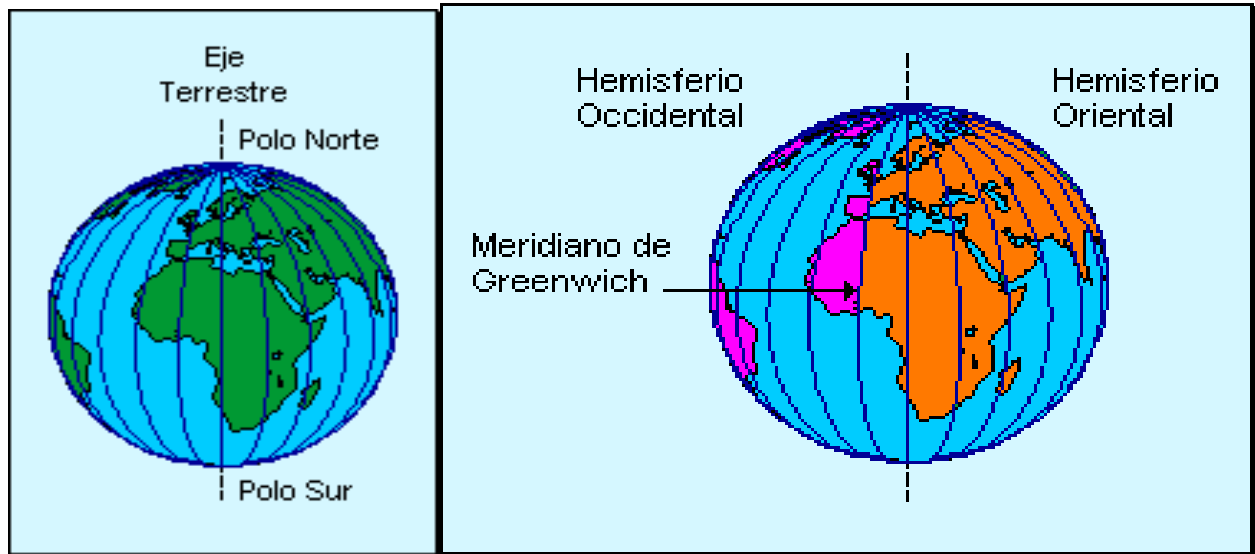 Eje
Terrestre
Polo Norte
Polo Sur
Hemisferio
Occidental
Hemisferio
Oriental
Meridiano de
Greenwich